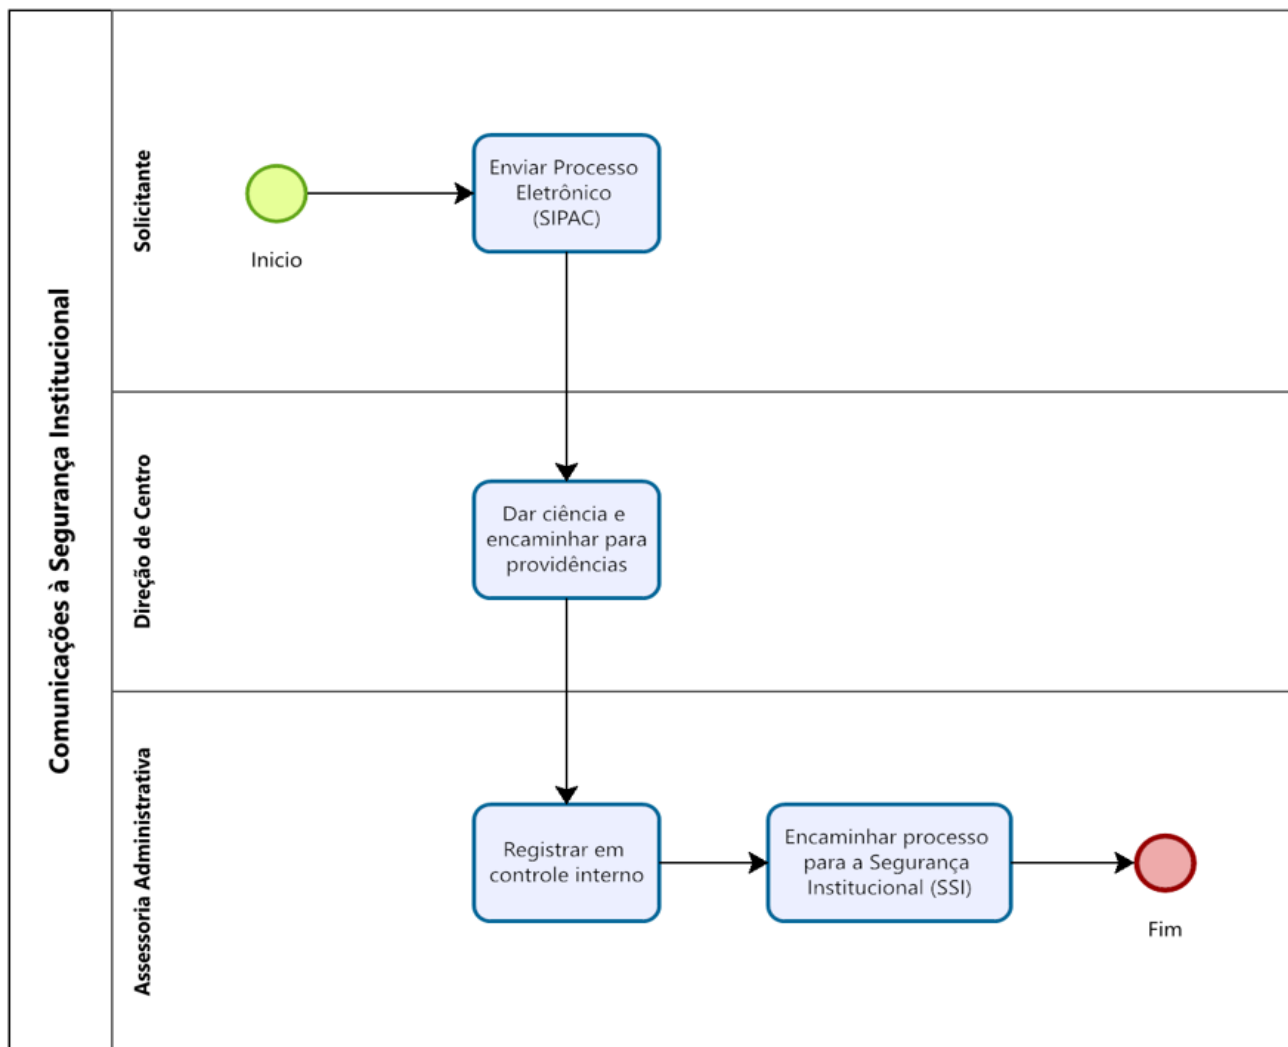 Comunicações à Segurança Institucional
Solicitante
Inicio
Enviar Processo
Eletrônico
(SIPAC)
Direção de Centro
Dar ciência e
encaminhar para
providências
Assessoria Administrativa
Registrar em
controle interno
Encaminhar processo
para a Segurança
Institucional (SSI)
Fim